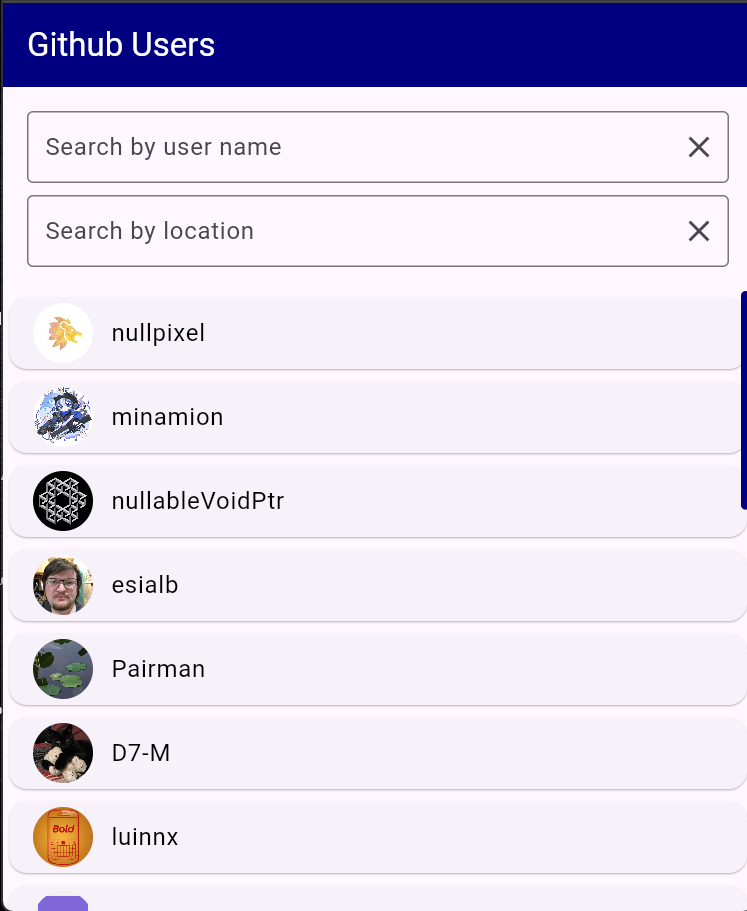 Github Users
Search by user name
Search by location
nullpixel
minamion
nullableVoidPtr
esialb
Pairman
D7-M
luinnx
Bold